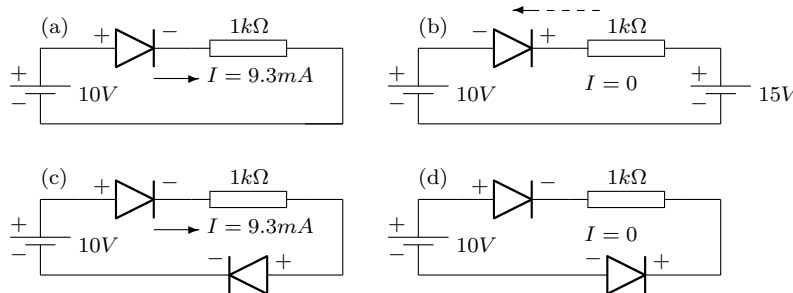 (a) + − 1kΩ
+ − 10V I = 9.3mA
(b) − + 1kΩ
+ − 10V I = 0 + − 15V
(c) + − 1kΩ
+ − 10V I = 9.3mA
− +
(d) + − 1kΩ
+ − 10V I = 0
− +